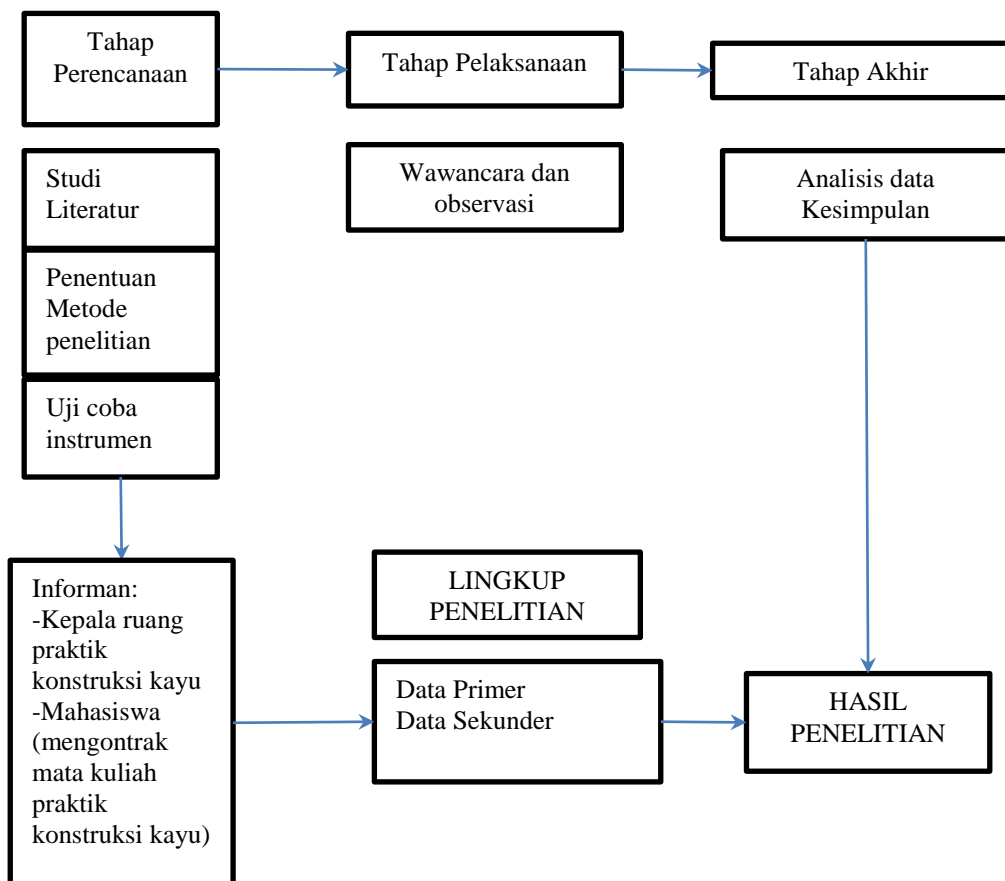 Tahap
Perencanaan
Tahap Pelaksanaan
Tahap Akhir
Studi
Literatur
Wawancara dan
observasi
Analisis data
Kesimpulan
Penentuan
Metode
penelitian
Uji coba
instrumen
Informan:
-Kepala ruang
praktik
konstruksi kayu
-Mahasiswa
(mengontrak
mata kuliah
praktik
konstruksi kayu)
LINGKUP
PENELITIAN
Data Primer
Data Sekunder
HASIL
PENELITIAN